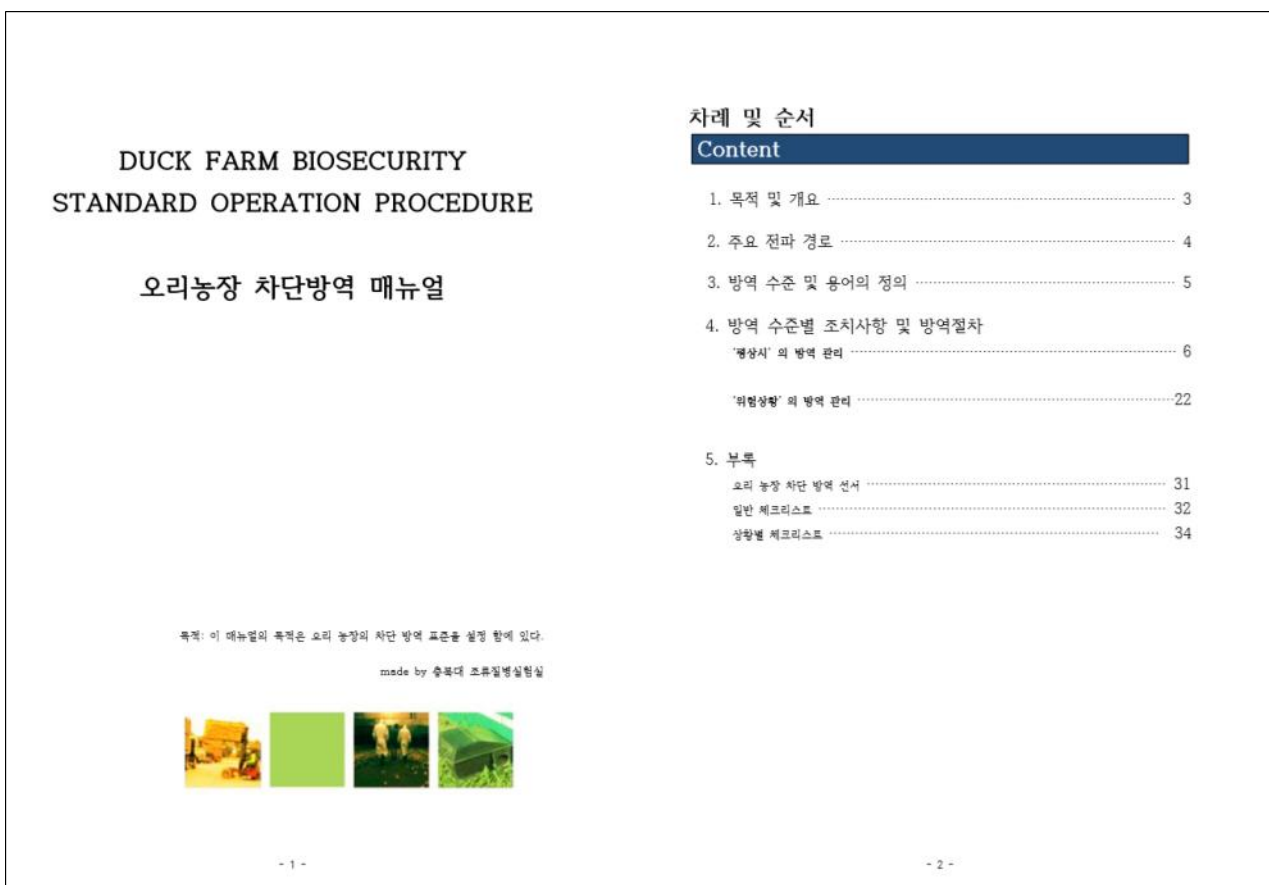 DUCK FARM BIOSECURITY
STANDARD OPERATION PROCEDURE
오리농장 차단방역 매뉴얼
목적: 이 매뉴얼의 목적은 오리 농장의 차단 방역 표준을 설정 함에 있다.
made by 충북대 조류질병실험실
- 1 -
차례 및 순서
Content
1. 목적 및 개요 3
2. 주요 전파 경로 4
3. 방역 수준 및 용어의 정의 5
4. 방역 수준별 조치사항 및 방역절차
'평상시' 의 방역 관리 6
'위험상황' 의 방역 관리 22
5. 부록
오리 농장 차단 방역 선서 31
일반 체크리스트 32
상황별 체크리스트 34
- 2 -